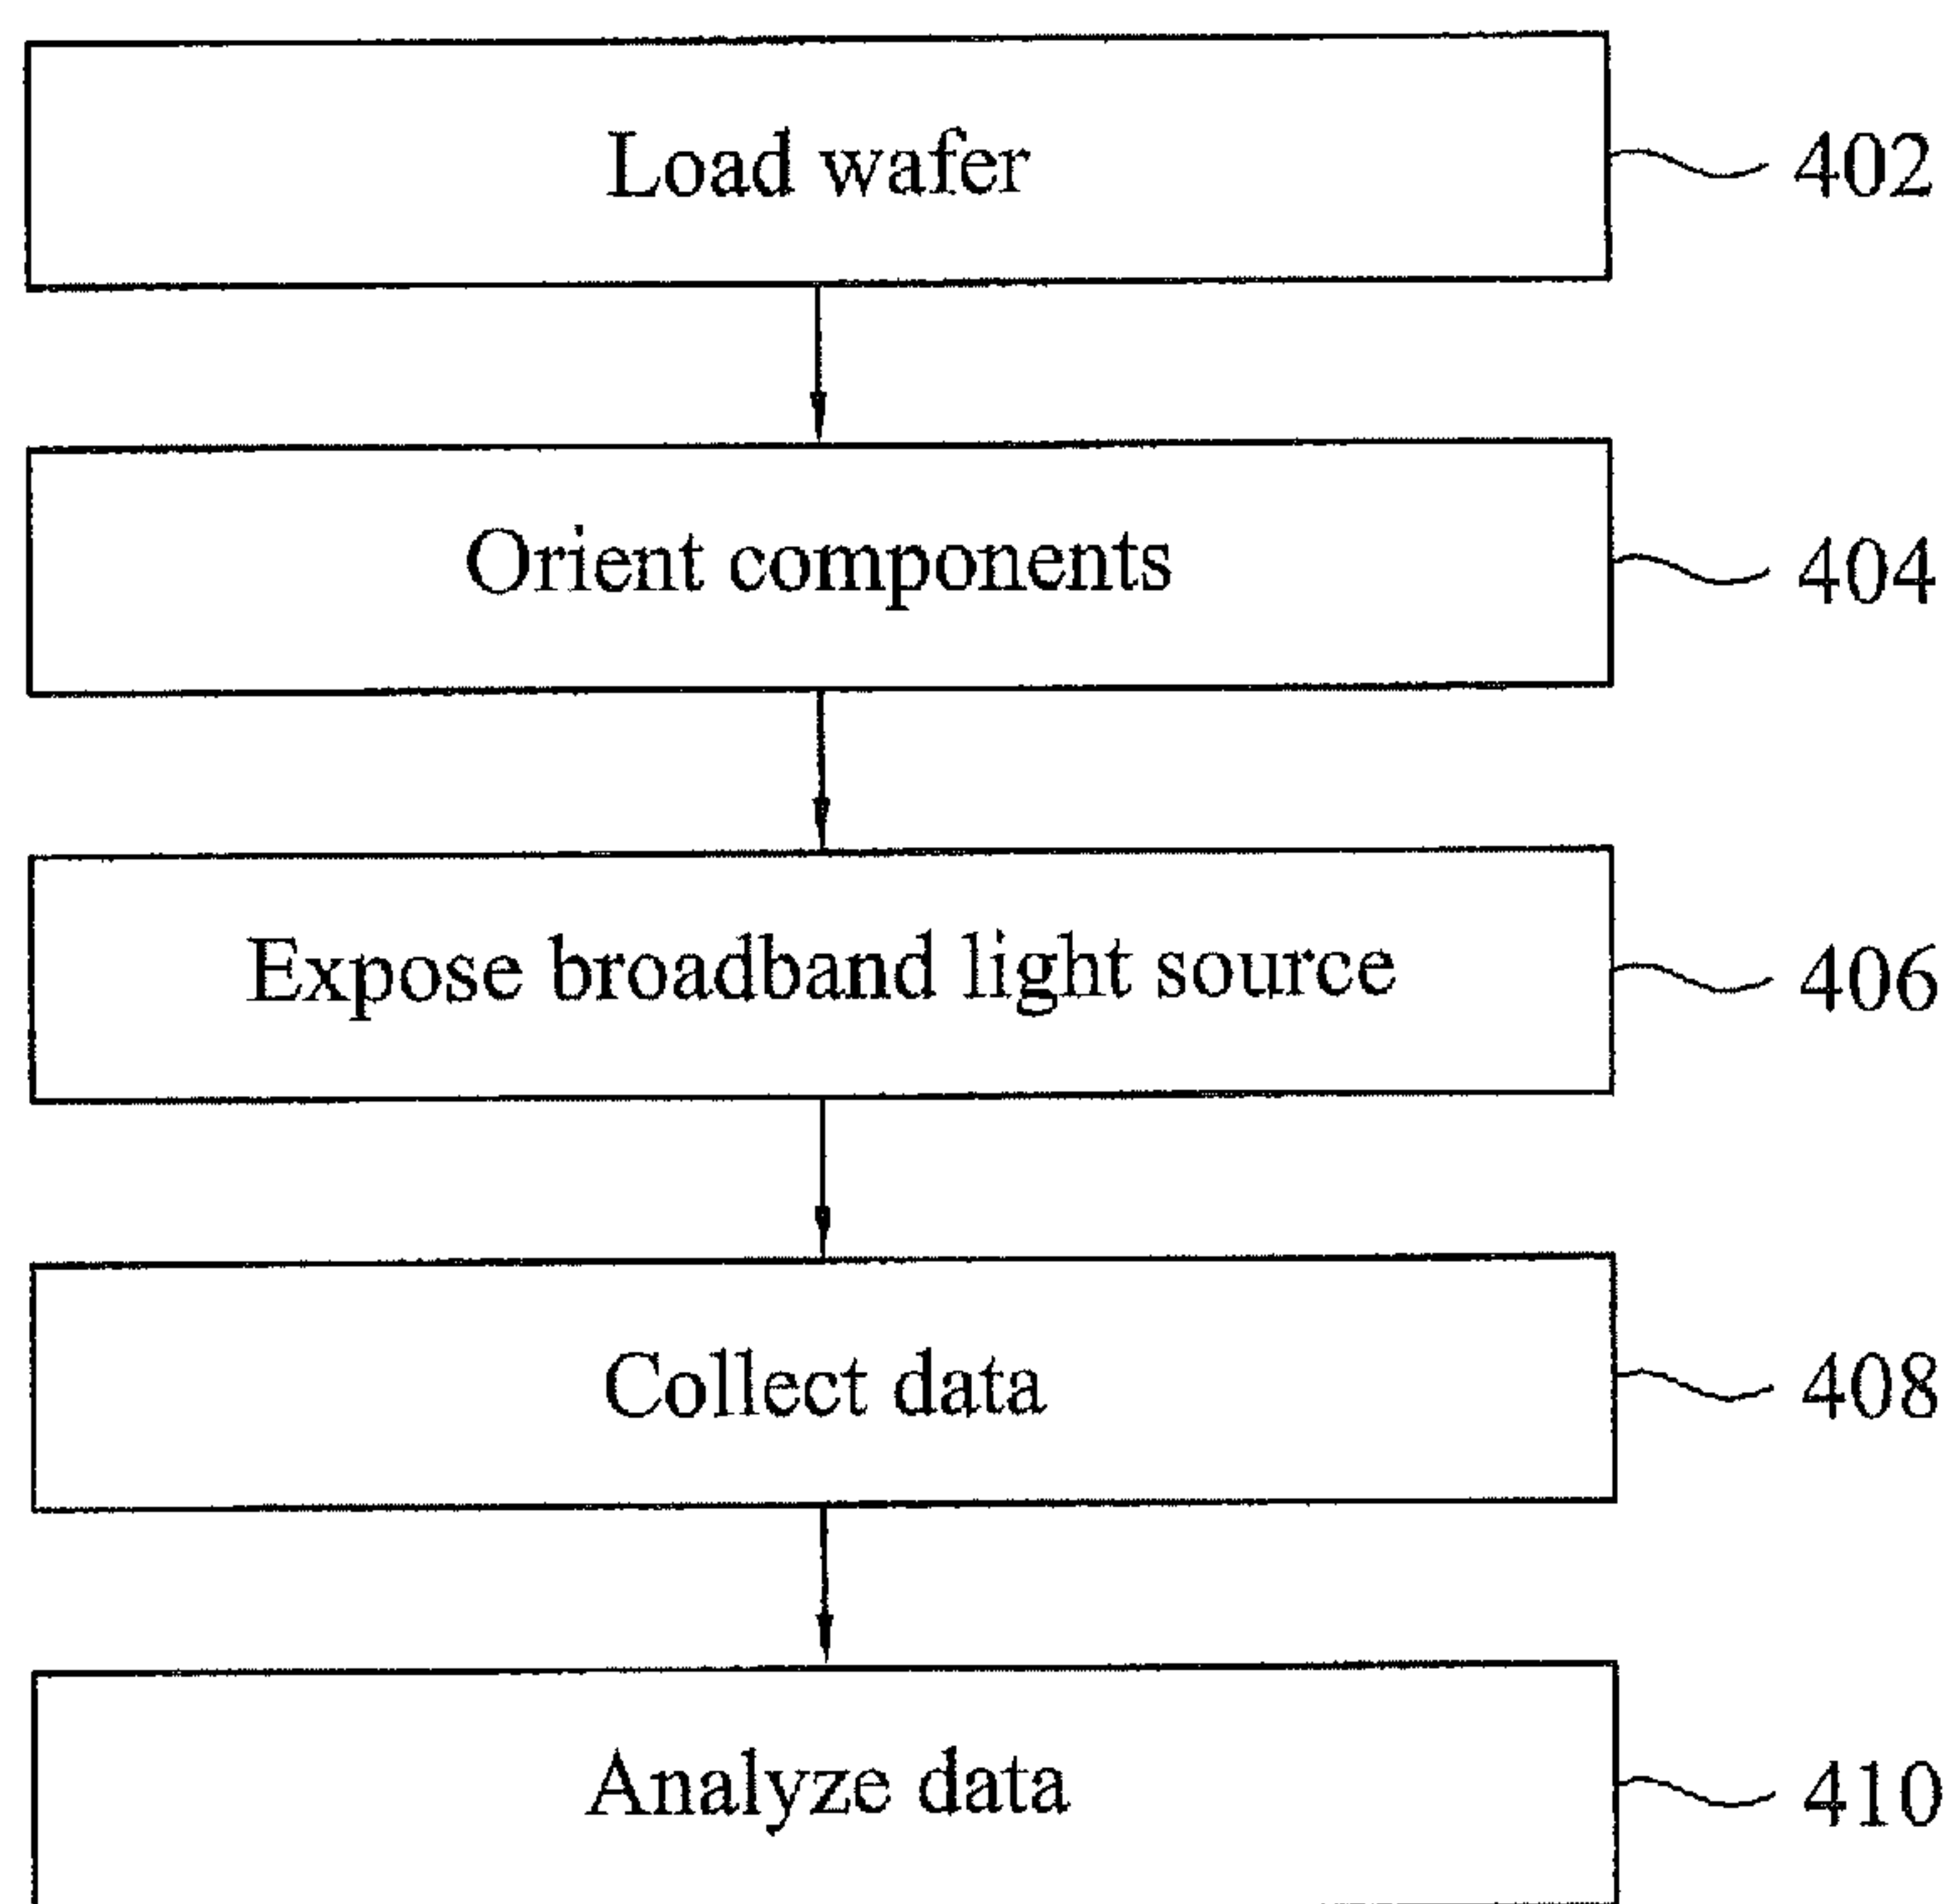 Load wafer 402
Orient components 404
Expose broadband light source 406
Collect data 408
Analyze data 410